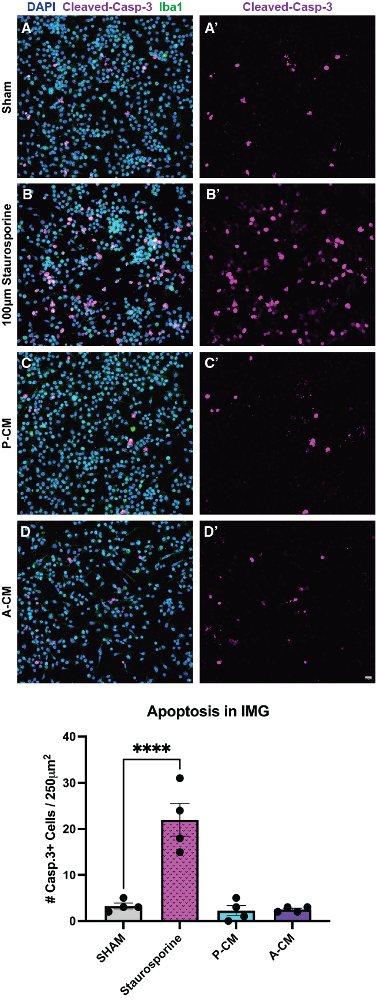 DAPI Cleaved-Casp-3 Iba1
Cleaved-Casp-3
A
A’
Sham
B
B’
100μm Staurosporine
C
C’
P-CM
D
D’
A-CM
Apoptosis in IMG
# Casp.3+ Cells / 250μm2
40
30
20
10
0
****
SHAM
Staurosporine
P-CM
A-CM